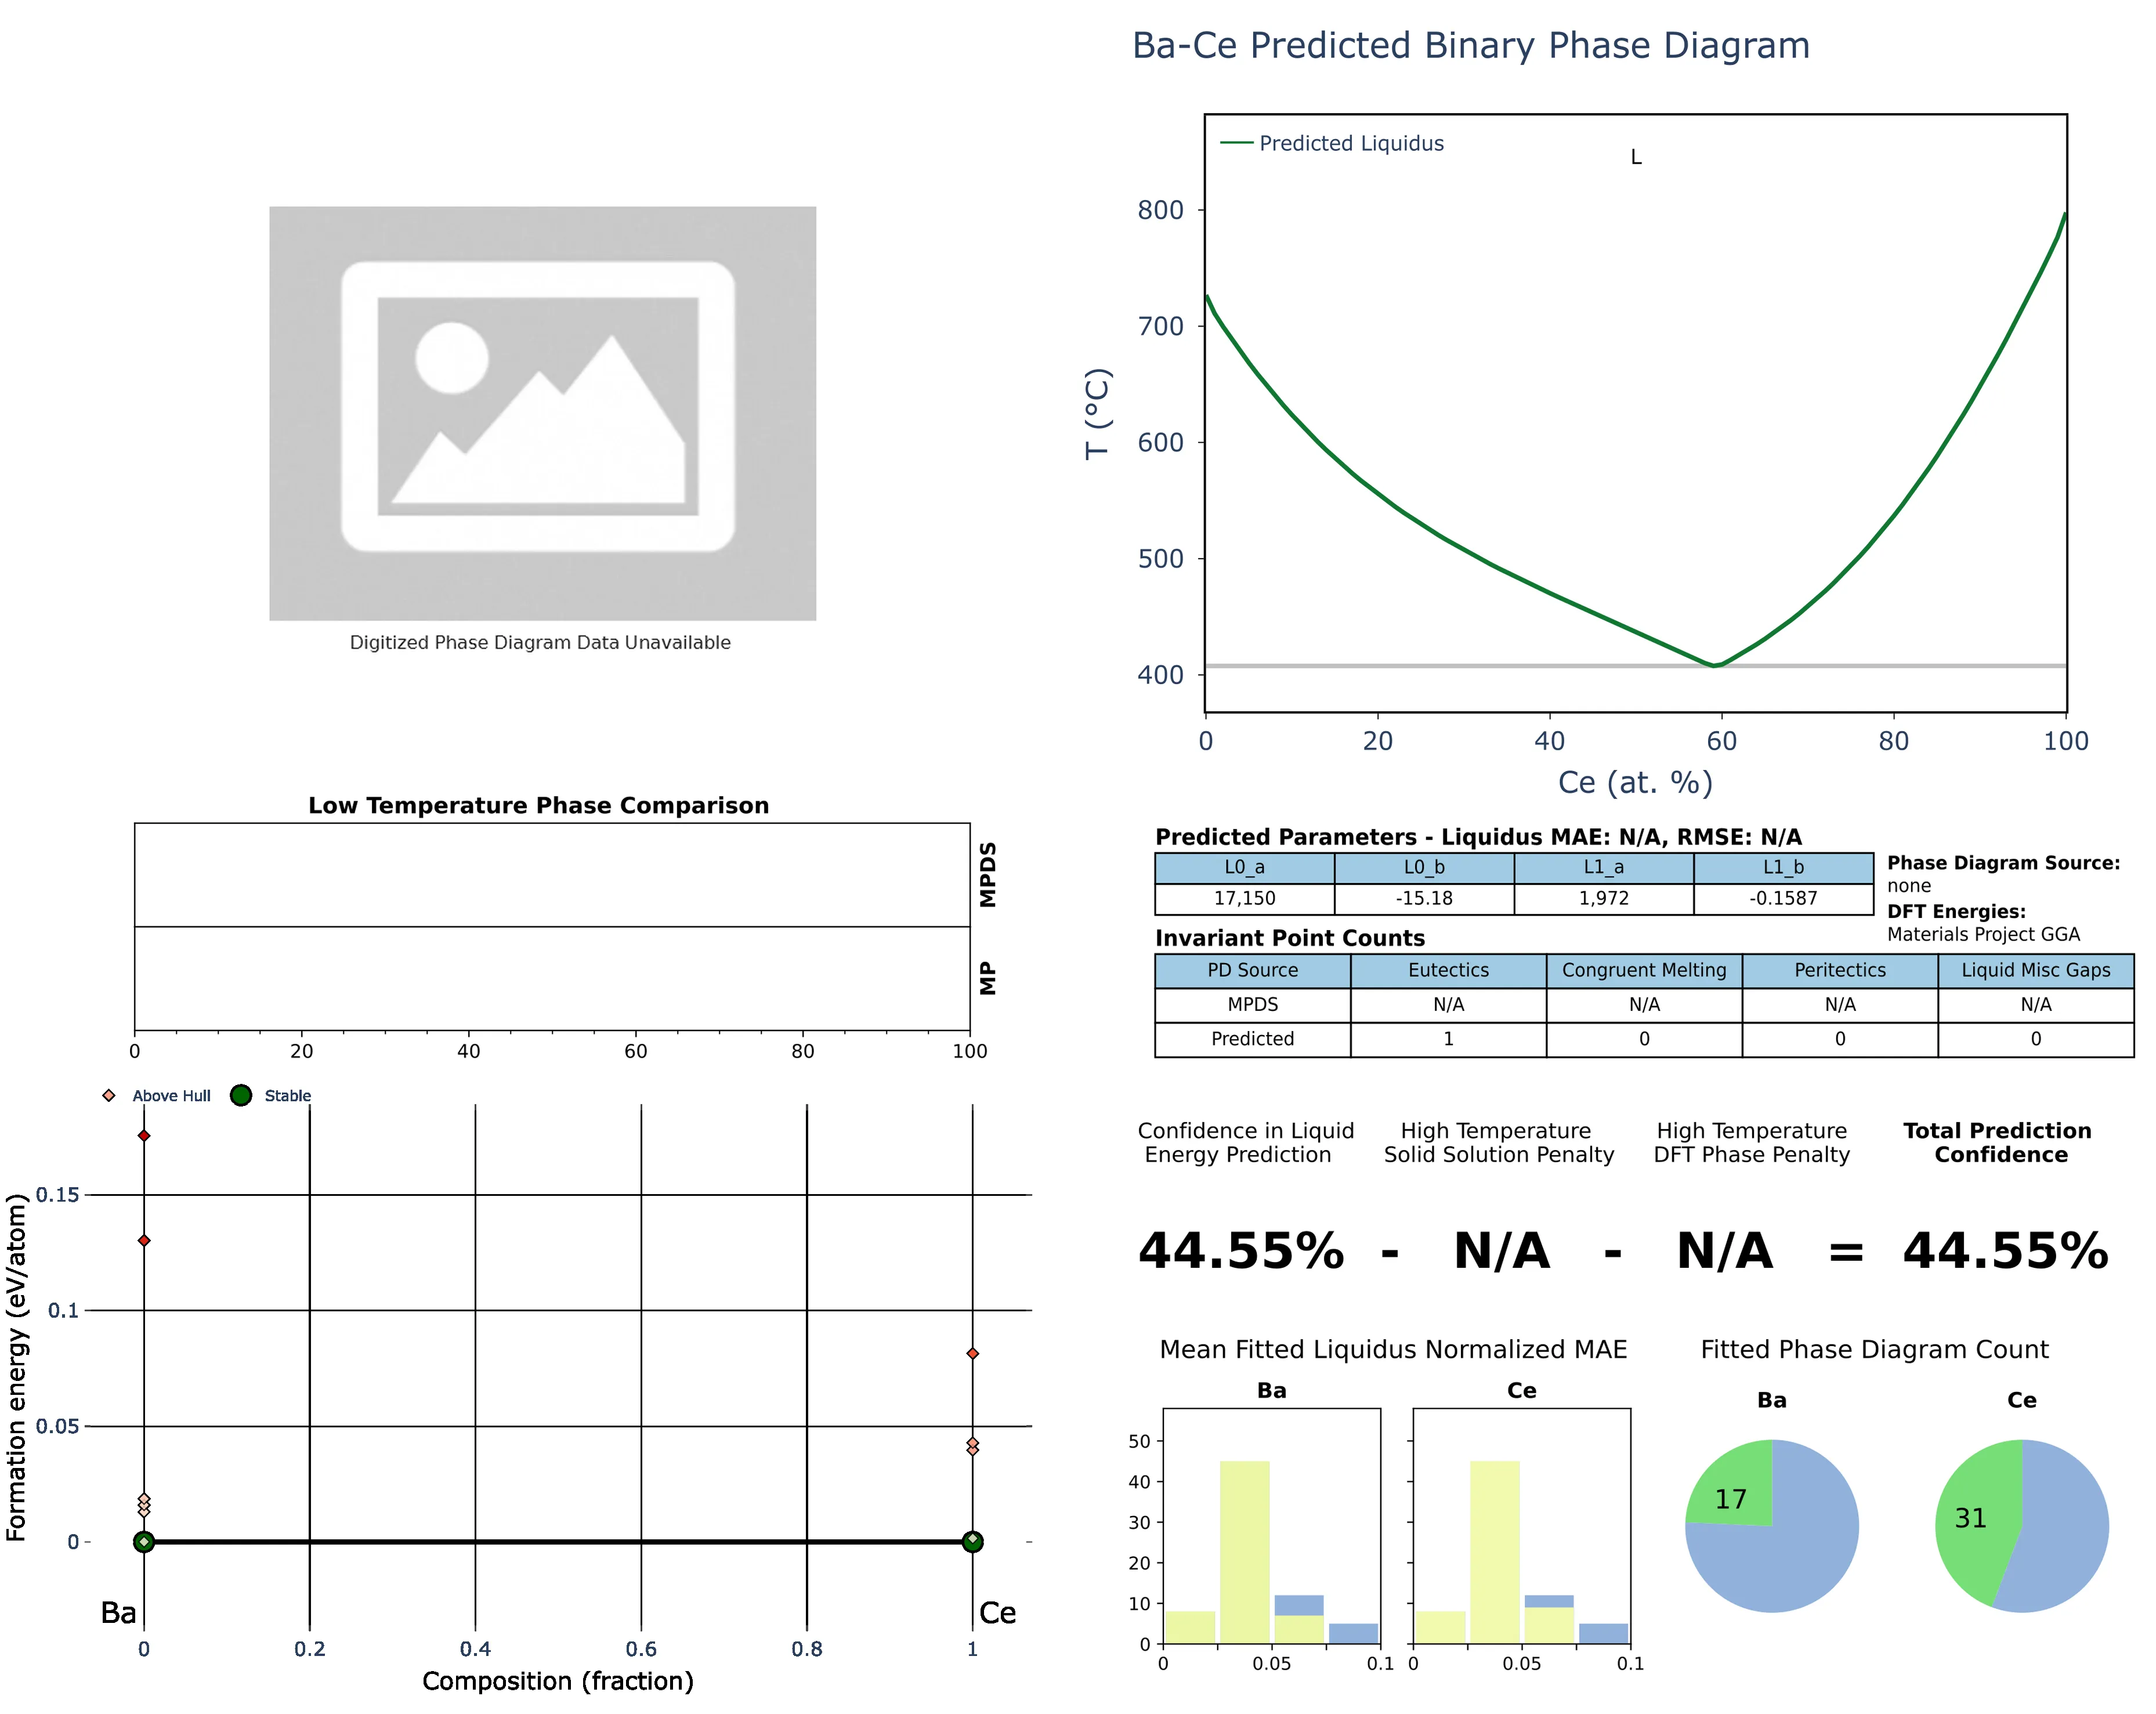 Ba-Ce Predicted Binary Phase Diagram
Predicted Liquidus
L
800
700
600
500
400
T (°C)
0 20 40 60 80 100
Ce (at. %)
Digitized Phase Diagram Data Unavailable
Low Temperature Phase Comparison
MPDS
MP
0 20 40 60 80 100
Predicted Parameters - Liquidus MAE: N/A, RMSE: N/A
L0_a L0_b L1_a L1_b
17,150 -15.18 1,972 -0.1587
Phase Diagram Source:
none
DFT Energies:
Materials Project GGA
Invariant Point Counts
PD Source Eutectics Congruent Melting Peritectics Liquid Misc Gaps
MPDS N/A N/A N/A N/A
Predicted 1 0 0 0
Above Hull Stable
0.15
0.1
0.05
0
Formation energy (eV/atom)
Ba Ce
0 0.2 0.4 0.6 0.8 1
Composition (fraction)
Confidence in Liquid
Energy Prediction
High Temperature
Solid Solution Penalty
High Temperature
DFT Phase Penalty
Total Prediction
Confidence
44.55% - N/A - N/A = 44.55%
Mean Fitted Liquidus Normalized MAE
Ba Ce
50
40
30
20
10
0
0 0.05 0.1 0 0.05 0.1
Fitted Phase Diagram Count
Ba Ce
17 31